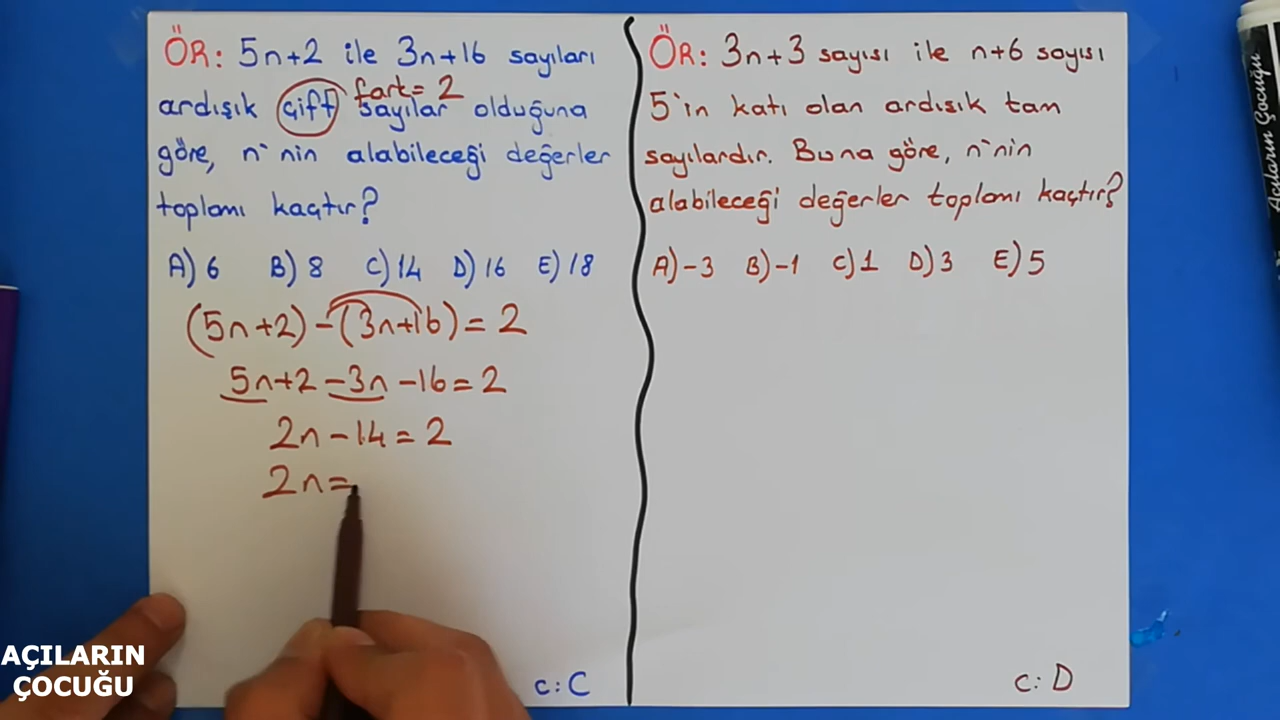 ÖR: 5n+2 ile 3n+16 sayıları
fark=2
ardışık çift sayılar olduğuna
göre, n'nin alabileceği değerler
toplamı kaçtır?
A) 6 B) 8 C) 14 D) 16 E) 18
(5n+2)-(3n+16)=2
5n+2-3n-16=2
2n-14=2
2n=
c: C
ÖR: 3n+3 sayısı ile n+6 sayısı
5'in katı olan ardışık tam
sayılardır. Buna göre, n'nin
alabileceği değerler toplamı kaçtır?
A) -3 B) -1 C) 1 D) 3 E) 5
c: D
Açıların Çocuğu
AÇILARIN
ÇOCUĞU